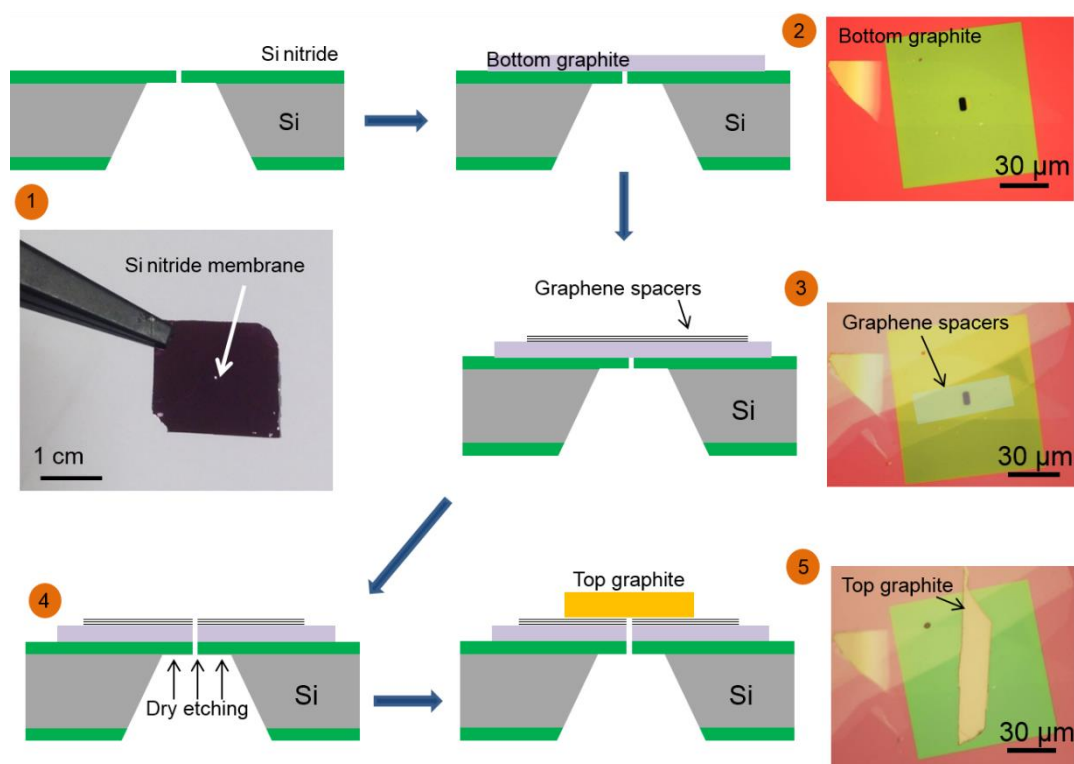 Si nitride
Si
1
Si nitride membrane
1 cm
Bottom graphite
Si
2
Bottom graphite
30 µm
Graphene spacers
Si
3
Graphene spacers
30 µm
4
Si
Dry etching
Top graphite
Si
5
Top graphite
30 µm